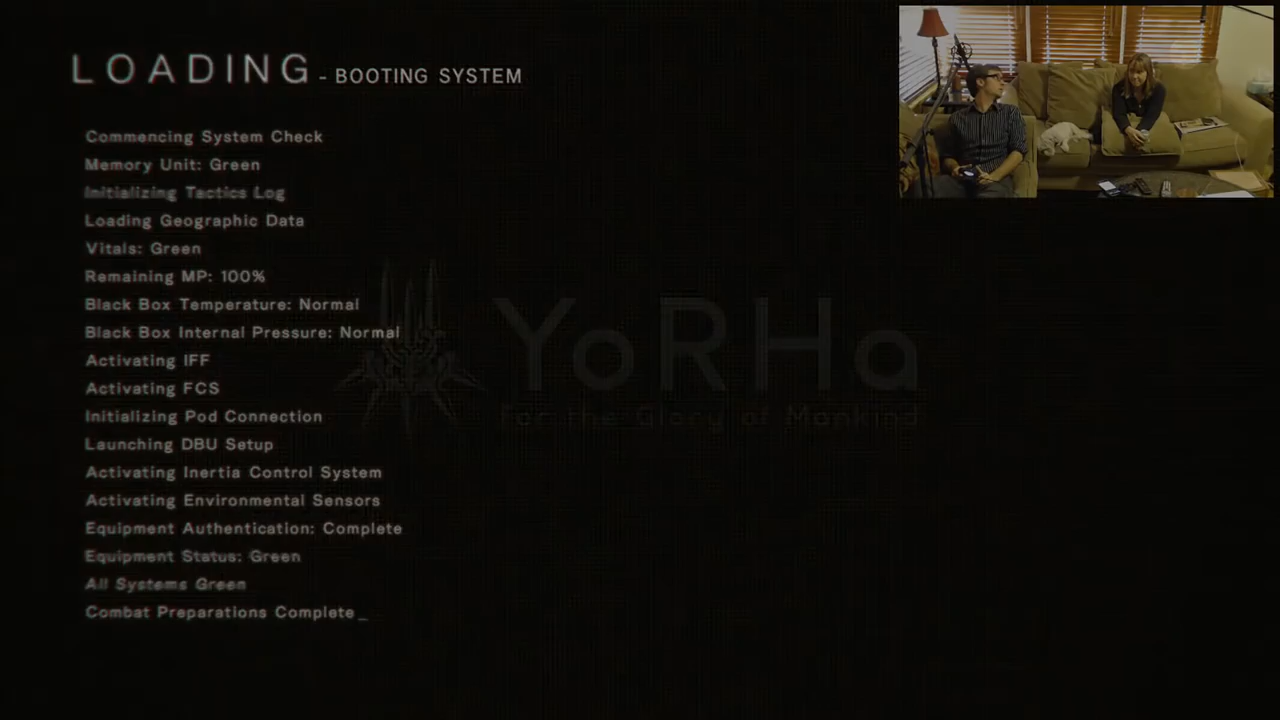 LOADING - BOOTING SYSTEM
Commencing System Check
Memory Unit: Green
Initializing Tactics Log
Loading Geographic Data
Vitals: Green
Remaining MP: 100%
Black Box Temperature: Normal
Black Box Internal Pressure: Normal
Activating IFF
Activating FCS
Initializing Pod Connection
Launching DBU Setup
Activating Inertia Control System
Activating Environmental Sensors
Equipment Authentication: Complete
Equipment Status: Green
All Systems Green
Combat Preparations Complete_
YoRHa
For the Glory of Mankind